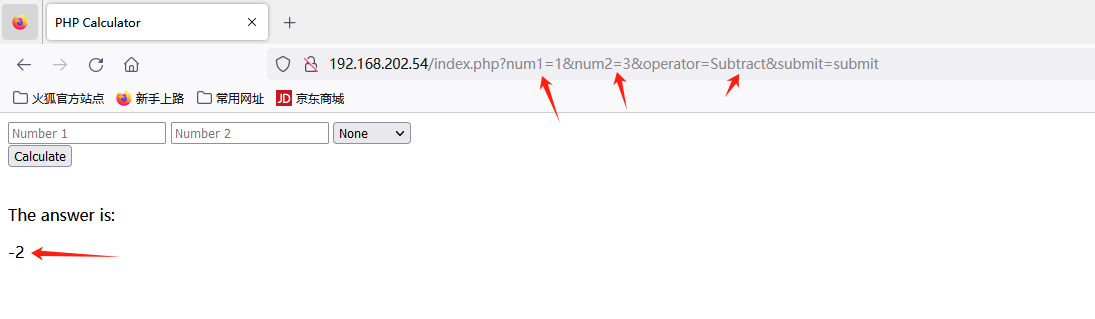 PHP Calculator
192.168.202.54/index.php?num1=1&num2=3&operator=Subtract&submit=submit
火狐官方站点 新手上路 常用网址 JD 京东商城
Number 1 Number 2 None
Calculate
The answer is:
-2